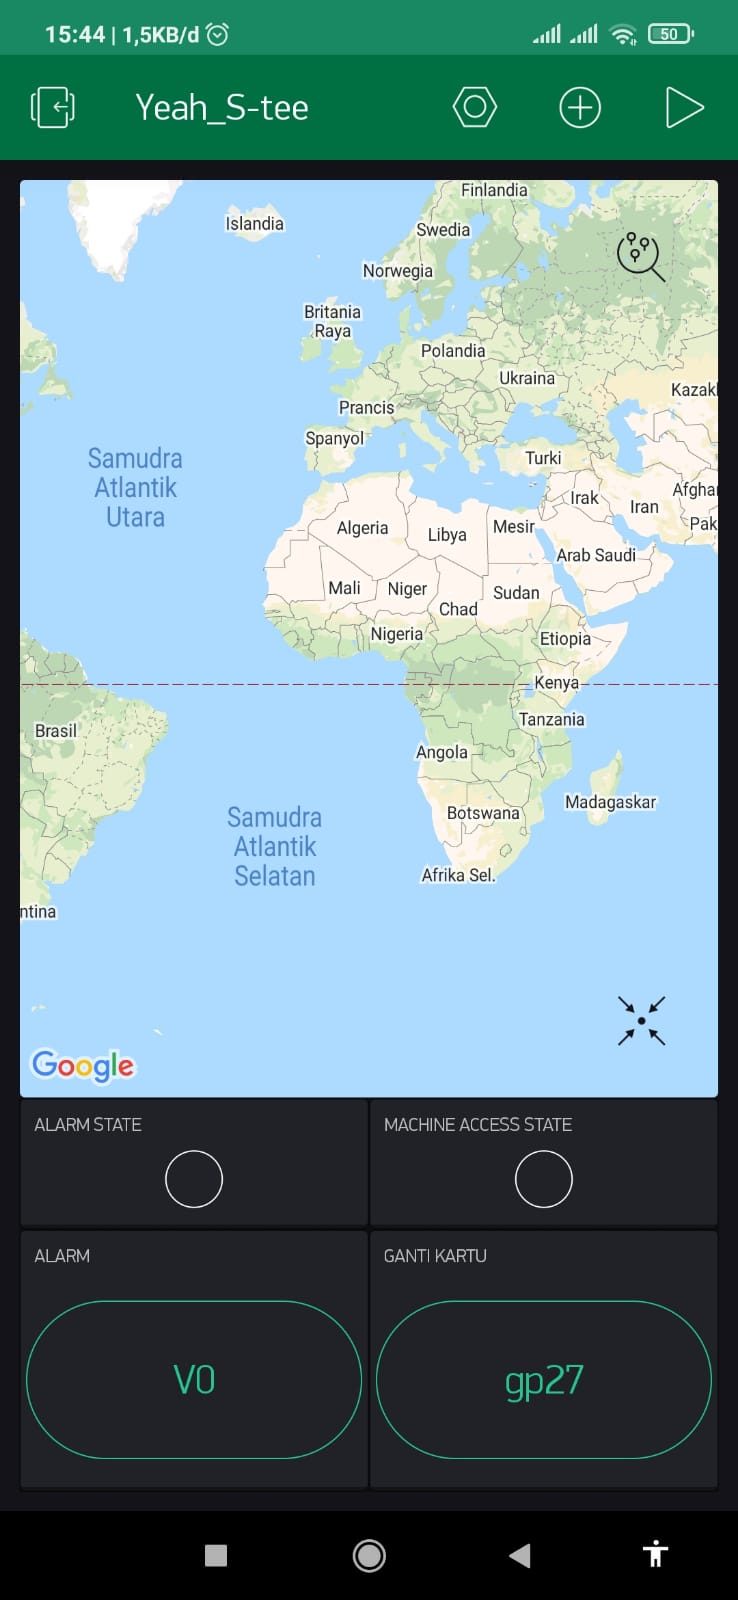 15:44 | 1,5KB/d
50
Yeah_S-tee
Finlandia
Islandia
Swedia
Norwegia
Britania
Raya
Polandia
Ukraina
Kazak
Prancis
Spanyol
Turki
Samudra
Atlantik
Utara
Irak
Iran
Afghan
Pak
Algeria
Libya
Mesir
Arab Saudi
Mali
Niger
Sudan
Chad
Nigeria
Etiopia
Kenya
Brasil
Tanzania
Angola
Madagaskar
Botswana
Samudra
Atlantik
Selatan
Afrika Sel.
ntina
Google
ALARM STATE
MACHINE ACCESS STATE
ALARM
GANTI KARTU
V0
gp27